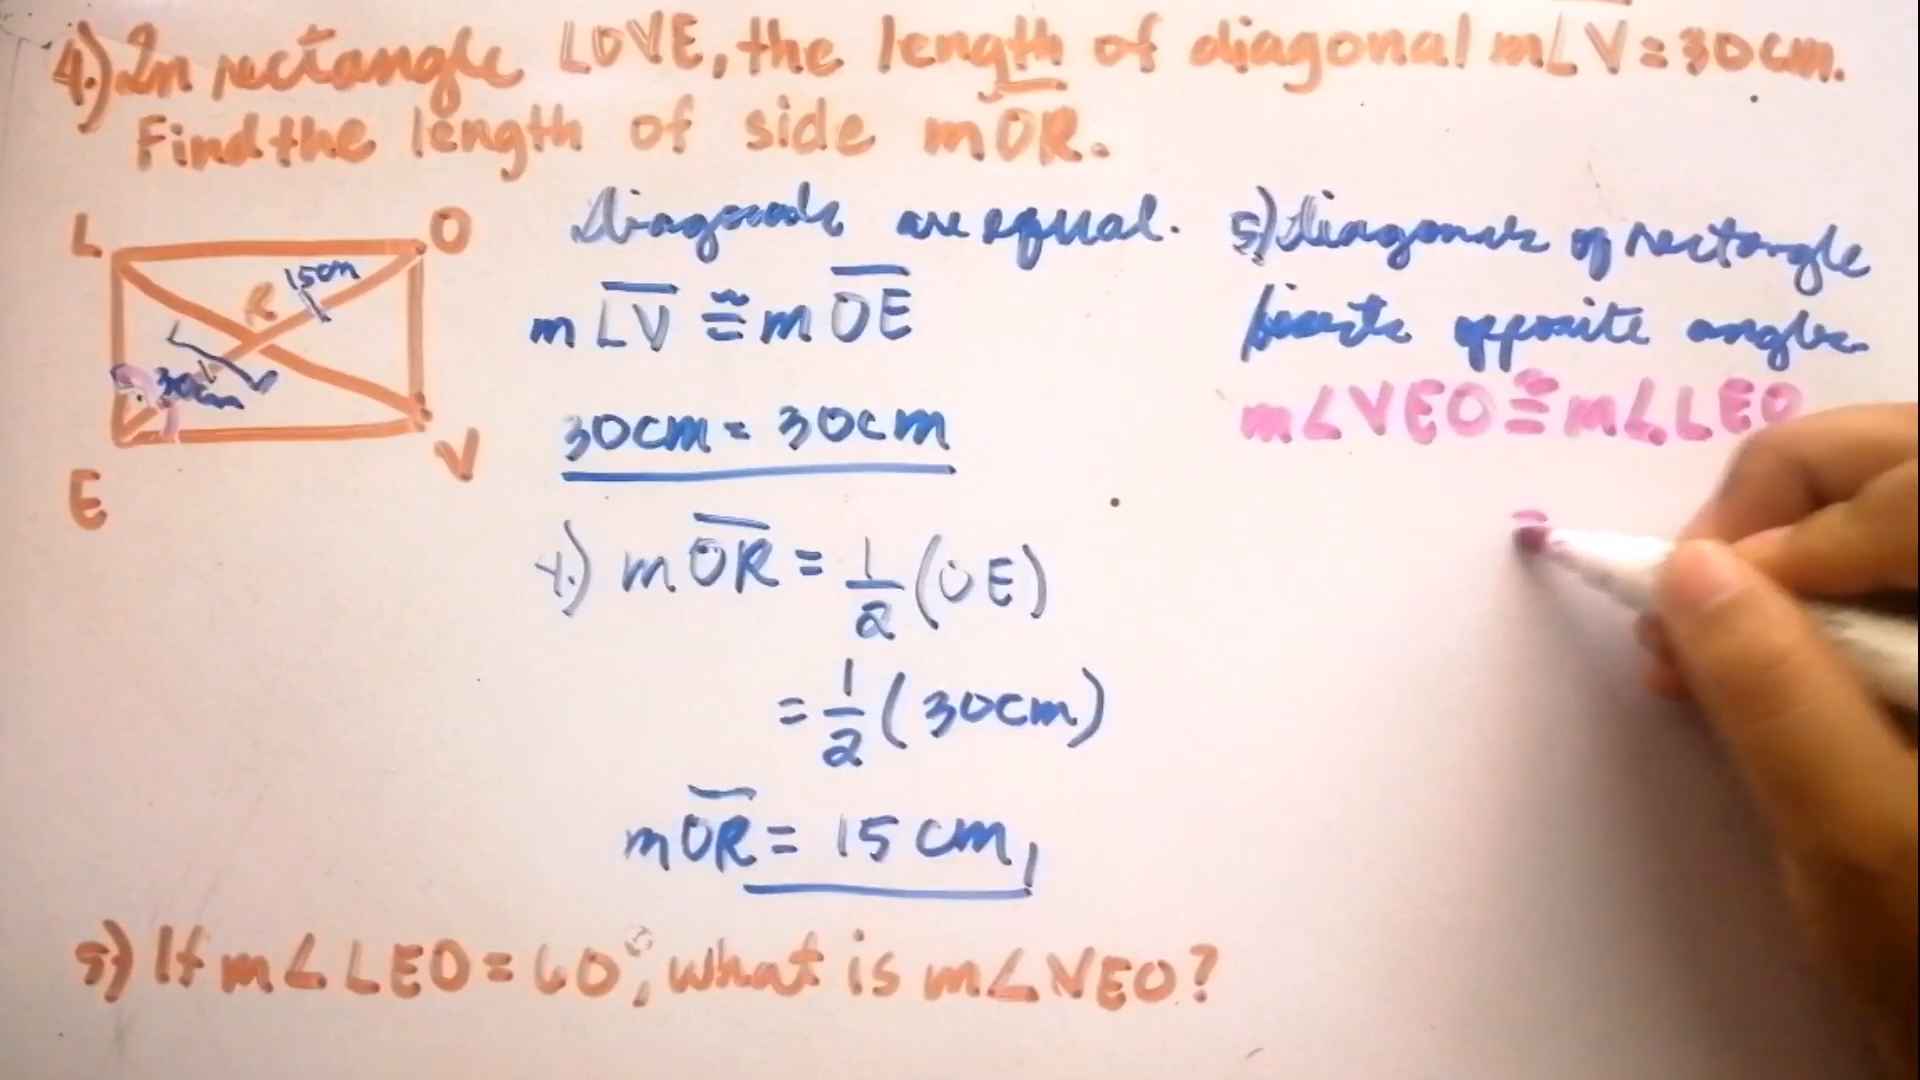 4.) In rectangle LOVE, the length of diagonal mLV = 30cm.
Find the length of side mOR.
L O
15cm
R
30cm
E V
Diagonals are equal.
mLV ≅ mOE
30cm = 30cm
4.) mOR = 1/2 (OE)
= 1/2 (30cm)
mOR = 15 cm
5) diagonals of rectangle
bisects opposite angles
m∠VEO ≅ m∠LEO
=
5.) If m∠LEO = 60°, what is m∠VEO?